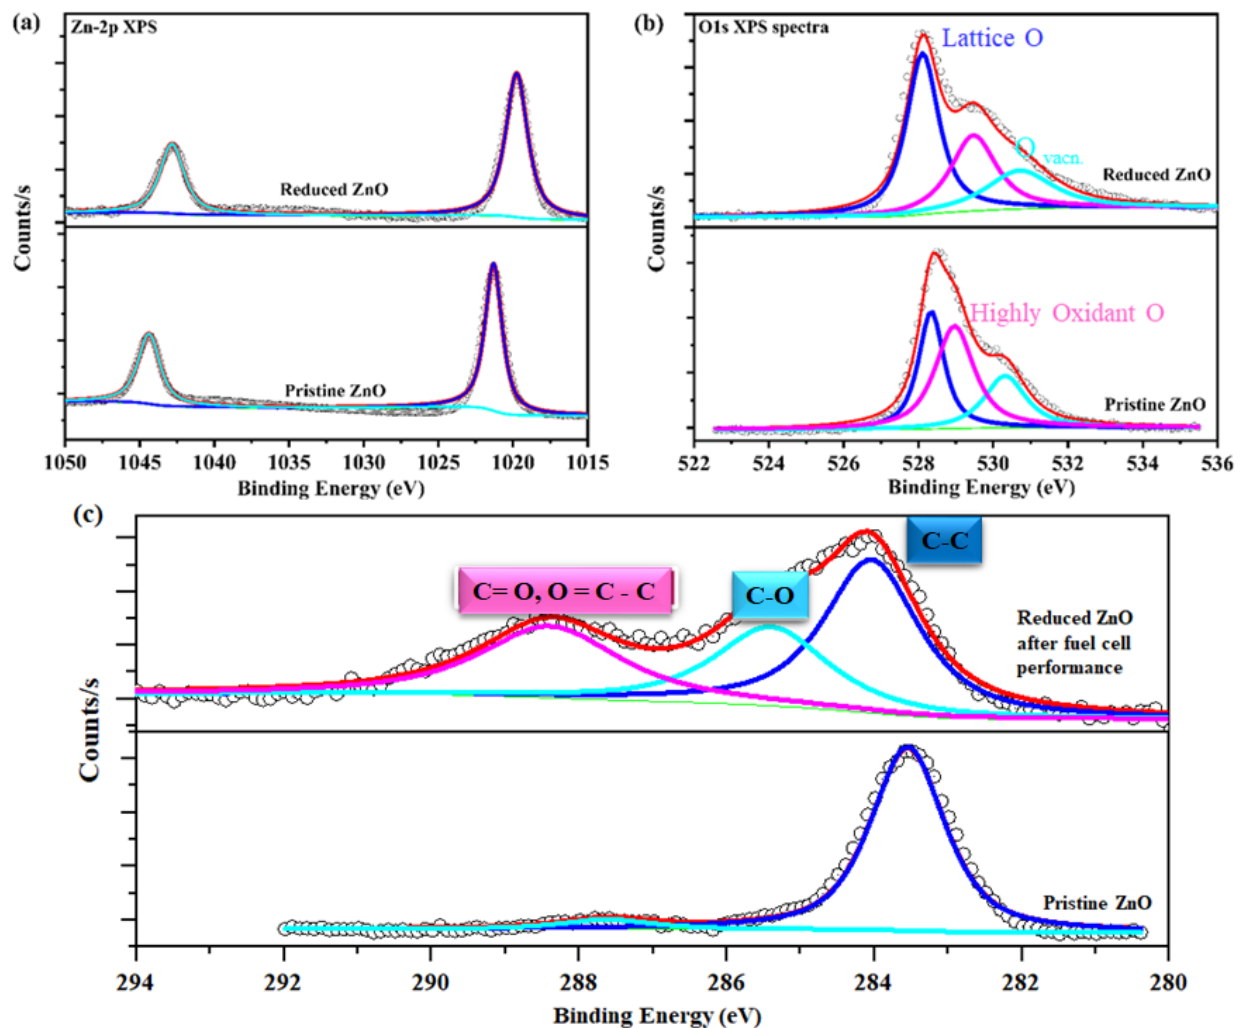 (a)
Zn-2p XPS
Reduced ZnO
Pristine ZnO
Counts/s
1050 1045 1040 1035 1030 1025 1020 1015
Binding Energy (eV)
(b)
O1s XPS spectra
Lattice O
O vacn.
Reduced ZnO
Highly Oxidant O
Pristine ZnO
Counts/s
522 524 526 528 530 532 534 536
Binding Energy (eV)
(c)
C-C
C= O, O = C - C
C-O
Reduced ZnO
after fuel cell
performance
Pristine ZnO
Counts/s
294 292 290 288 286 284 282 280
Binding Energy (eV)